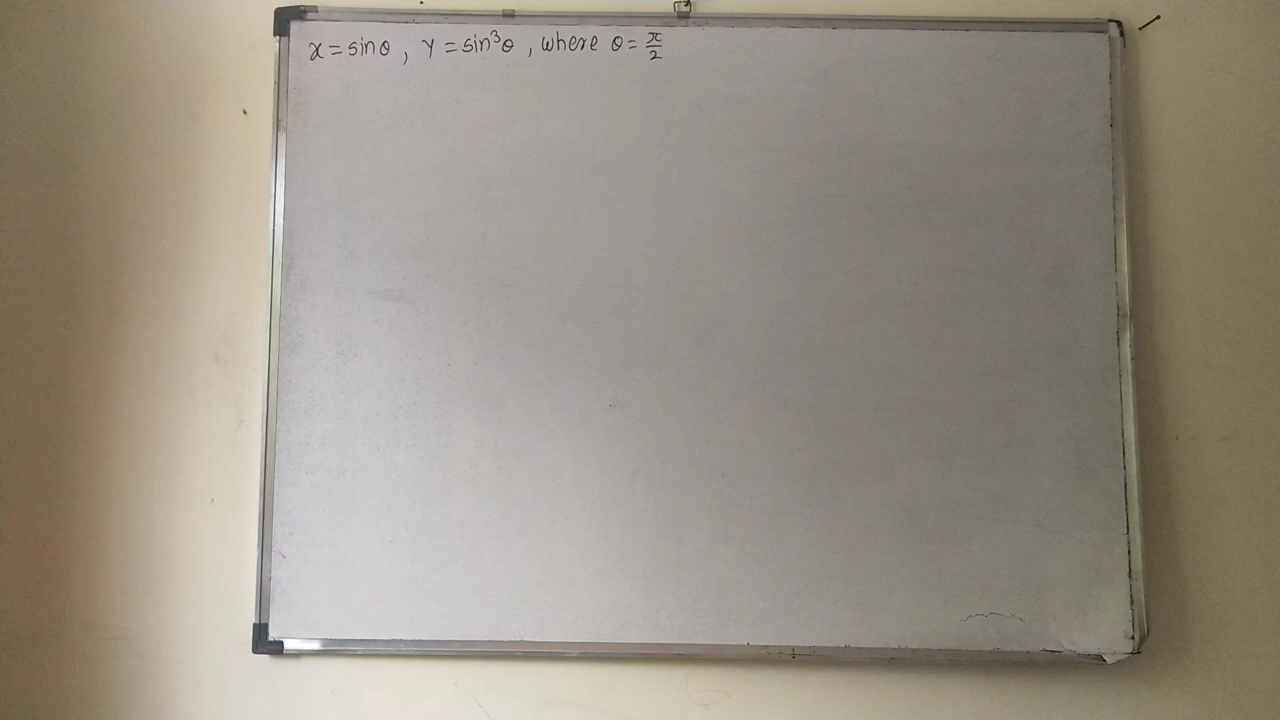 x = sinθ , y = sin³θ , where θ = π/2